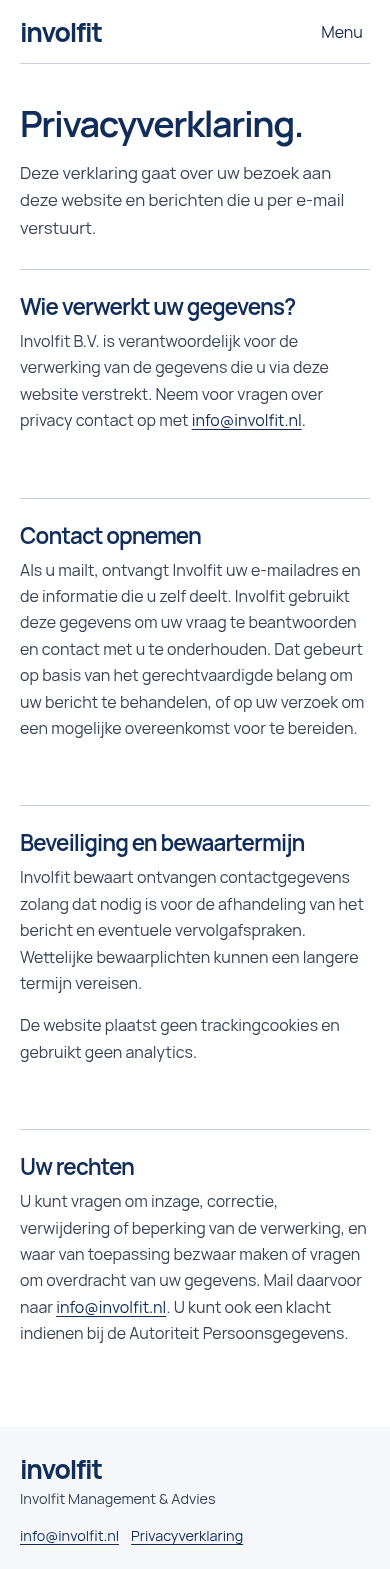 involfit
Menu
Privacyverklaring.
Deze verklaring gaat over uw bezoek aan
deze website en berichten die u per e-mail
verstuurt.
Wie verwerkt uw gegevens?
Involfit B.V. is verantwoordelijk voor de
verwerking van de gegevens die u via deze
website verstrekt. Neem voor vragen over
privacy contact op met info@involfit.nl.
Contact opnemen
Als u mailt, ontvangt Involfit uw e-mailadres en
de informatie die u zelf deelt. Involfit gebruikt
deze gegevens om uw vraag te beantwoorden
en contact met u te onderhouden. Dat gebeurt
op basis van het gerechtvaardigde belang om
uw bericht te behandelen, of op uw verzoek om
een mogelijke overeenkomst voor te bereiden.
Beveiliging en bewaartermijn
Involfit bewaart ontvangen contactgegevens
zolang dat nodig is voor de afhandeling van het
bericht en eventuele vervolgafspraken.
Wettelijke bewaarplichten kunnen een langere
termijn vereisen.
De website plaatst geen trackingcookies en
gebruikt geen analytics.
Uw rechten
U kunt vragen om inzage, correctie,
verwijdering of beperking van de verwerking, en
waar van toepassing bezwaar maken of vragen
om overdracht van uw gegevens. Mail daarvoor
naar info@involfit.nl. U kunt ook een klacht
indienen bij de Autoriteit Persoonsgegevens.
involfit
Involfit Management & Advies
info@involfit.nl Privacyverklaring